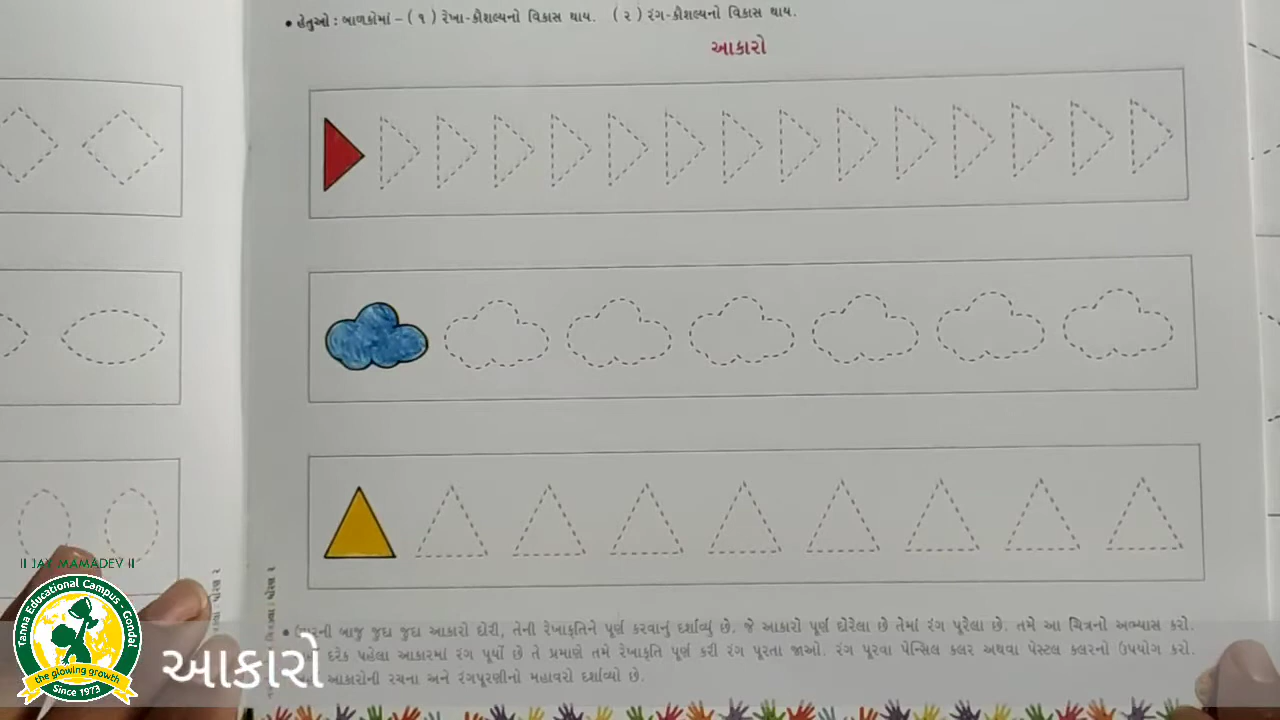 • હેતુઓ : બાળકોમાં – ( ૧ ) રેખા-કૌશલ્યનો વિકાસ થાય. ( ૨ ) રંગ-કૌશલ્યનો વિકાસ થાય.
આકારો
• બાજુ જુદા જુદા આકારો દોરી, તેની રેખાકૃતિને પૂર્ણ કરવાનું દર્શાવ્યું છે. જે આકારો પૂર્ણ દોરેલા છે તેમાં રંગ પૂરેલા છે. તમે આ ચિત્રનો અભ્યાસ કરો.
દરેક પહેલા આકારમાં રંગ પૂર્યો છે તે પ્રમાણે તમે રેખાકૃતિ પૂર્ણ કરી રંગ પૂરતા જાઓ. રંગ પૂરવા પેન્સિલ કલર અથવા પેસ્ટલ કલરનો ઉપયોગ કરો.
આકારોની રચના અને રંગપૂરણીનો મહાવરો દર્શાવ્યો છે.
॥ JAY MAMADEV ॥
Tanna Educational Campus - Gondal
the glowing growth
Since 1973
આકારો